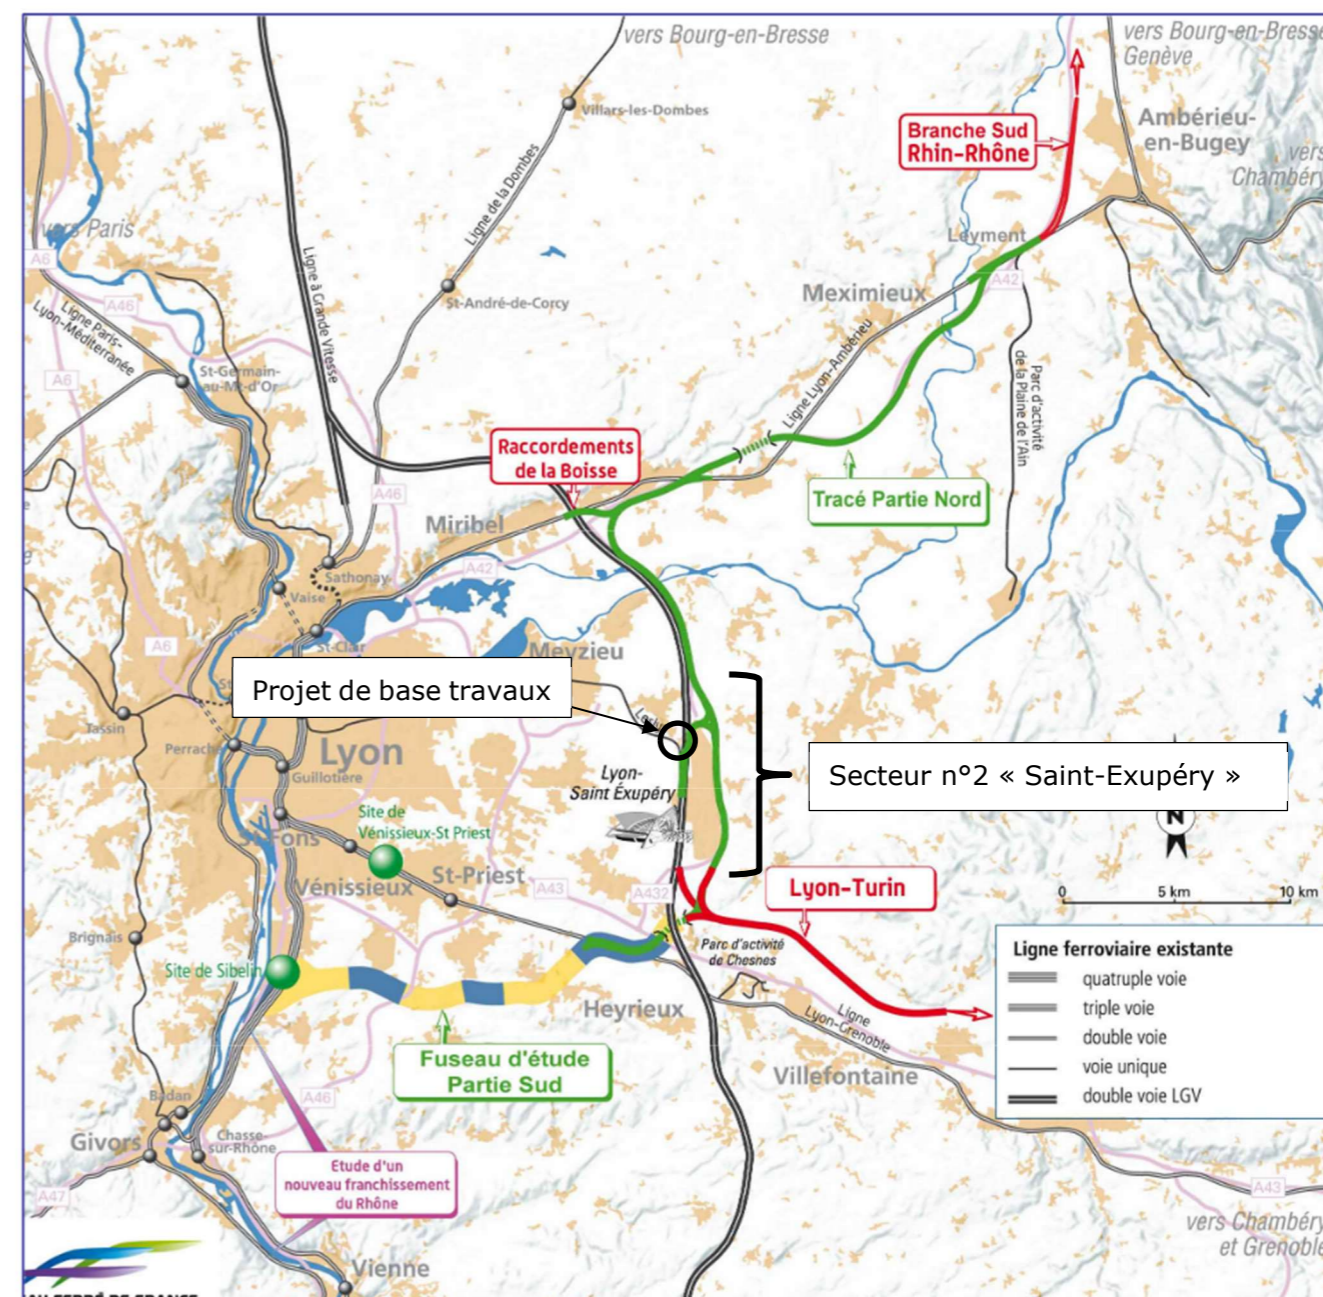 vers Bourg-en-Bresse
vers Bourg-en-Bresse
Genève
Villars-les-Dombes
Branche Sud
Rhin-Rhône
Ambérieu-
en-Bugey
vers
Chambéry
Ligne de la Dombes
vers Paris
A6
Leyment
A42
Ligne à Grande Vitesse
Meximieux
A46
Ligne Paris-
Lyon-Méditerranée
St-André-de-Corcy
Ligne Lyon-Ambérieu
St-Germain-
au-Mt-d'Or
A6
Parc d'activité
de la Plaine de l'Ain
Raccordements
de la Boisse
A46
Tracé Partie Nord
Miribel
A42
Sathonay
Vaise
St-Clair
A6
Meyzieu
Projet de base travaux
Tassin
Perrache
Lyon
Guillotière
Lyon-
Saint Éxupéry
Secteur n°2 « Saint-Exupéry »
N
Site de
Vénissieux-St Priest
Vénissieux
St-Priest
A43
A432
Lyon-Turin
0 5 km 10 km
Brignais
Site de Sibelin
Parc d'activité
de Chesnes
Heyrieux
Ligne
Lyon-Grenoble
Ligne ferroviaire existante
quatruple voie
triple voie
double voie
voie unique
double voie LGV
Fuseau d'étude
Partie Sud
Villefontaine
Badan
A46
Givors
Chasse-
sur-Rhône
Etude d'un
nouveau franchissement
du Rhône
A47
A43
vers Chambéry
et Grenoble
Vienne